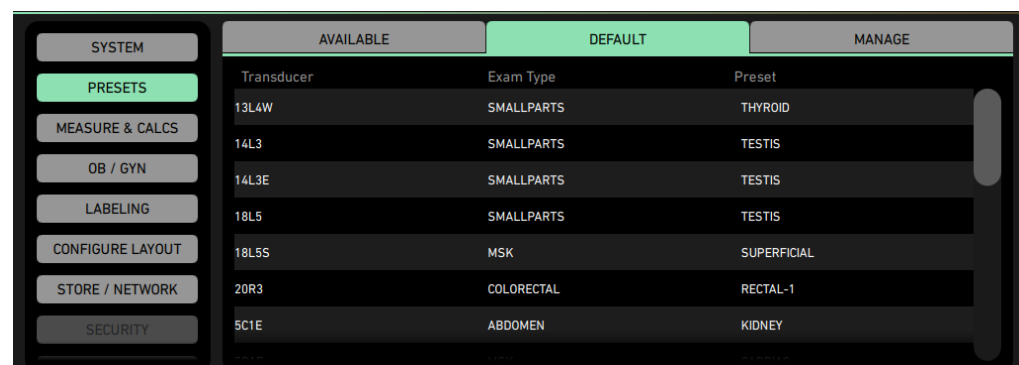 SYSTEM
PRESETS
MEASURE & CALCS
OB / GYN
LABELING
CONFIGURE LAYOUT
STORE / NETWORK
SECURITY
AVAILABLE DEFAULT MANAGE
Transducer Exam Type Preset
13L4W SMALLPARTS THYROID
14L3 SMALLPARTS TESTIS
14L3E SMALLPARTS TESTIS
18L5 SMALLPARTS TESTIS
18L5S MSK SUPERFICIAL
20R3 COLORECTAL RECTAL-1
5C1E ABDOMEN KIDNEY